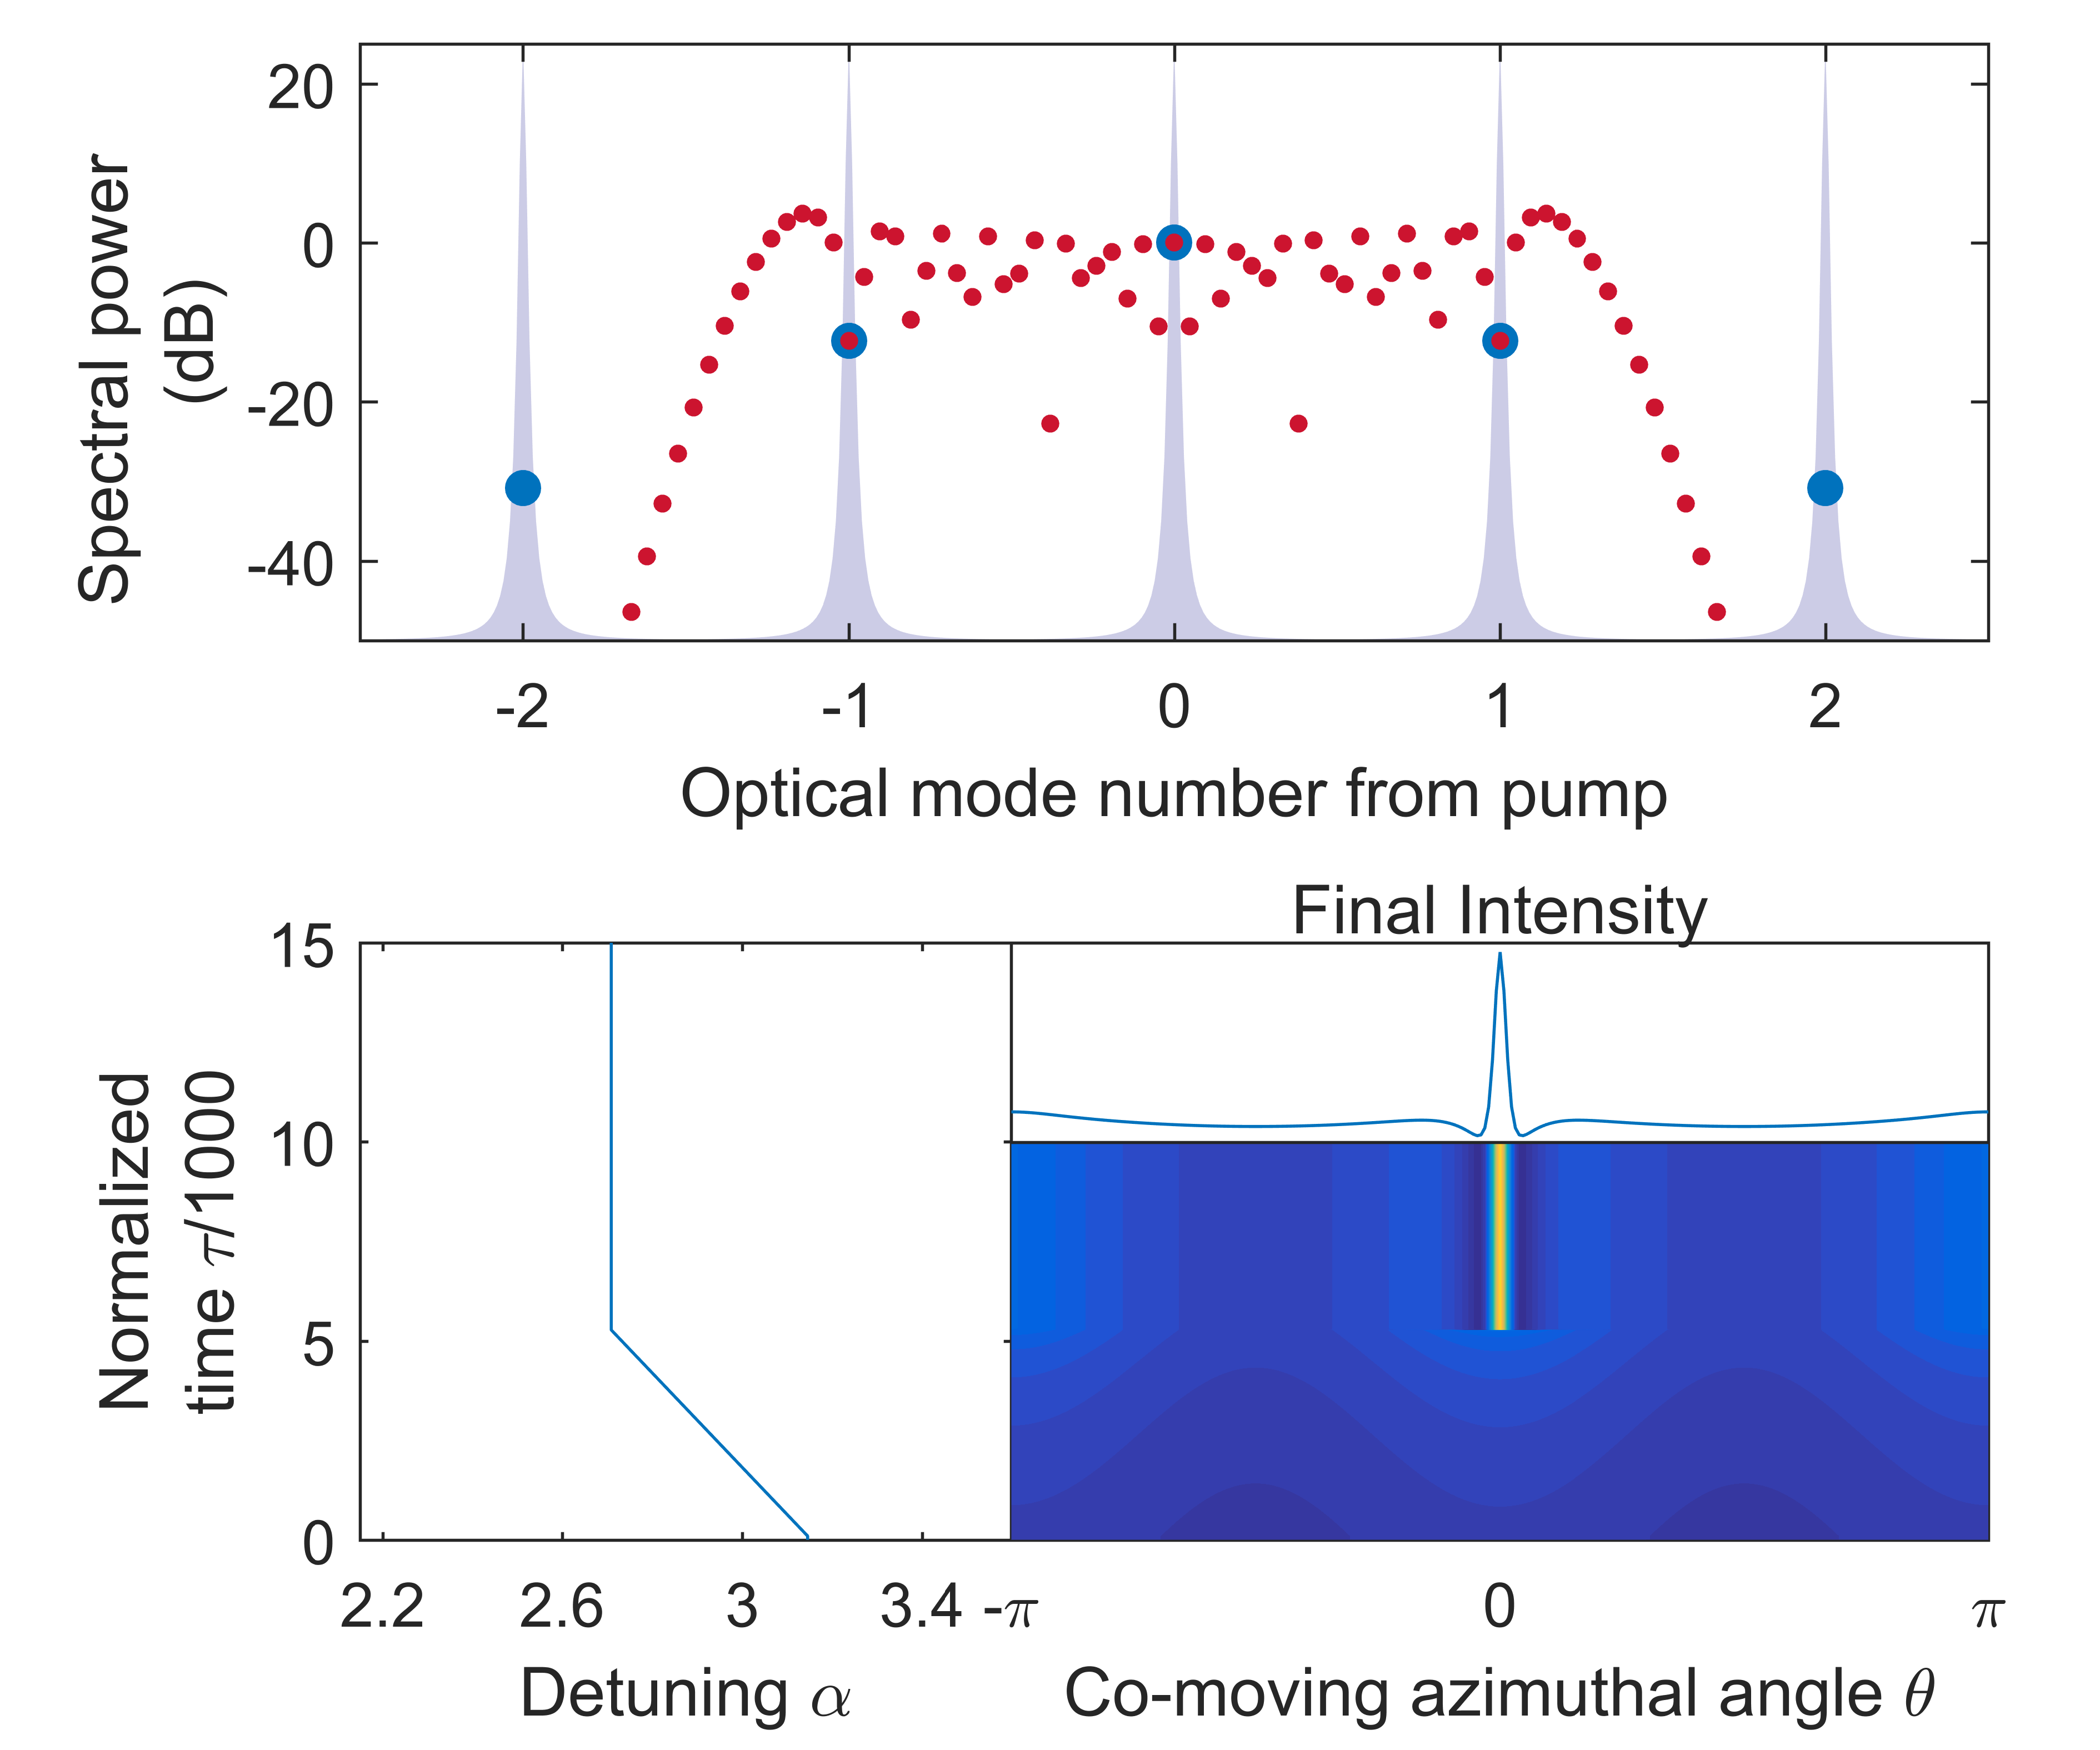 Spectral power
(dB)
20
0
-20
-40
-2 -1 0 1 2
Optical mode number from pump
Final Intensity
Normalized
time π/1000
15
10
5
0
2.2 2.6 3 3.4 -π 0 π
Detuning α Co-moving azimuthal angle θ